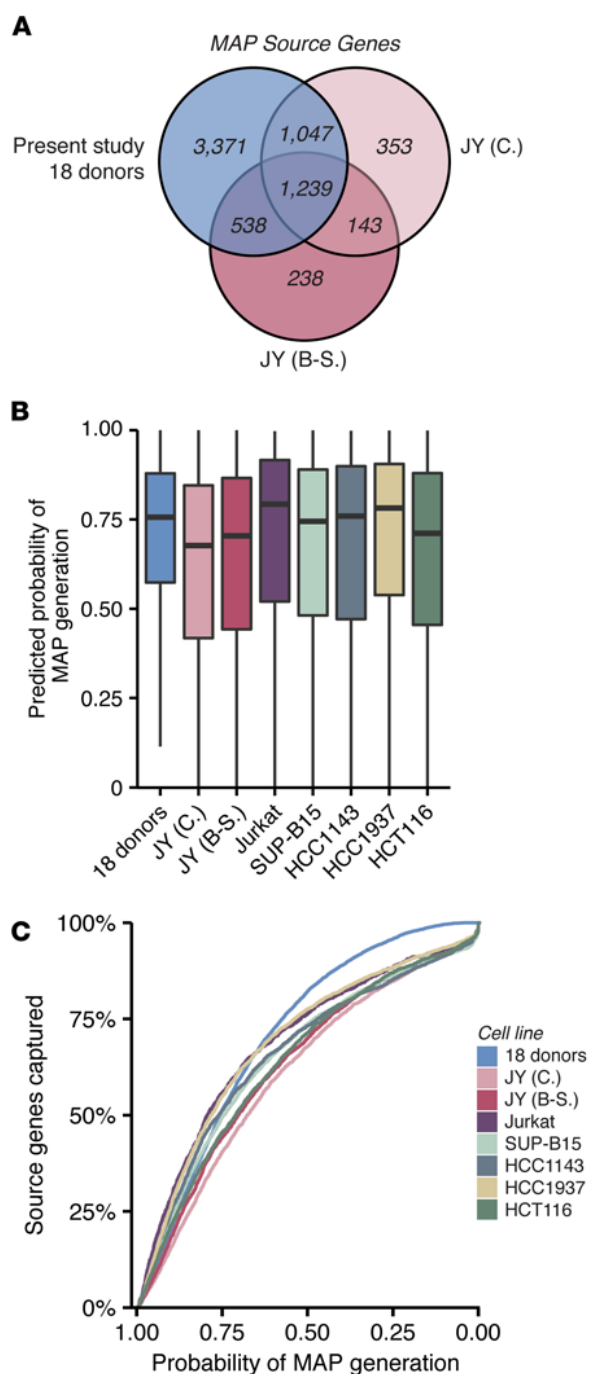 A
MAP Source Genes
Present study
18 donors
3,371
1,047
353
JY (C.)
1,239
538
143
238
JY (B-S.)
B
Predicted probability of
MAP generation
1.00
0.75
0.50
0.25
0
18 donors
JY (C.)
JY (B-S.)
Jurkat
SUP-B15
HCC1143
HCC1937
HCT116
C
Source genes captured
100%
75%
50%
25%
0%
1.00
0.75
0.50
0.25
0.00
Probability of MAP generation
Cell line
18 donors
JY (C.)
JY (B-S.)
Jurkat
SUP-B15
HCC1143
HCC1937
HCT116